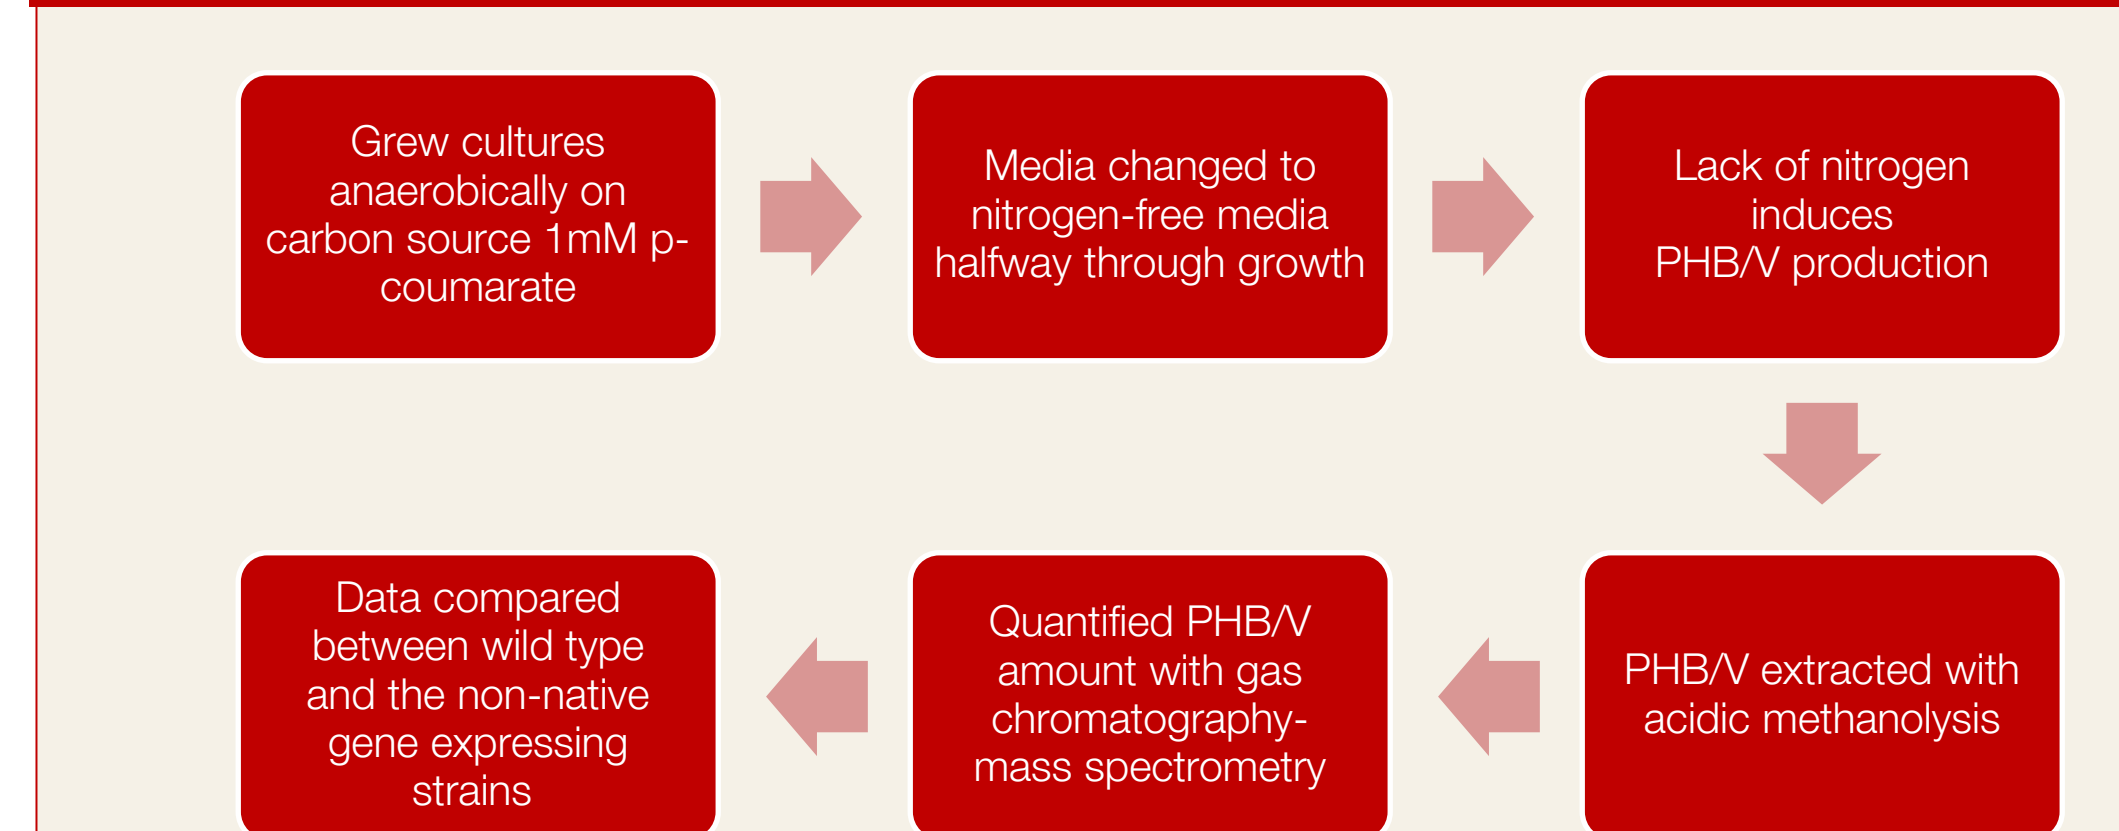 Grew cultures
anaerobically on
carbon source 1mM p-
coumarate
Media changed to
nitrogen-free media
halfway through growth
Lack of nitrogen
induces
PHB/V production
PHB/V extracted with
acidic methanolysis
Quantified PHB/V
amount with gas
chromatography-
mass spectrometry
Data compared
between wild type
and the non-native
gene expressing
strains